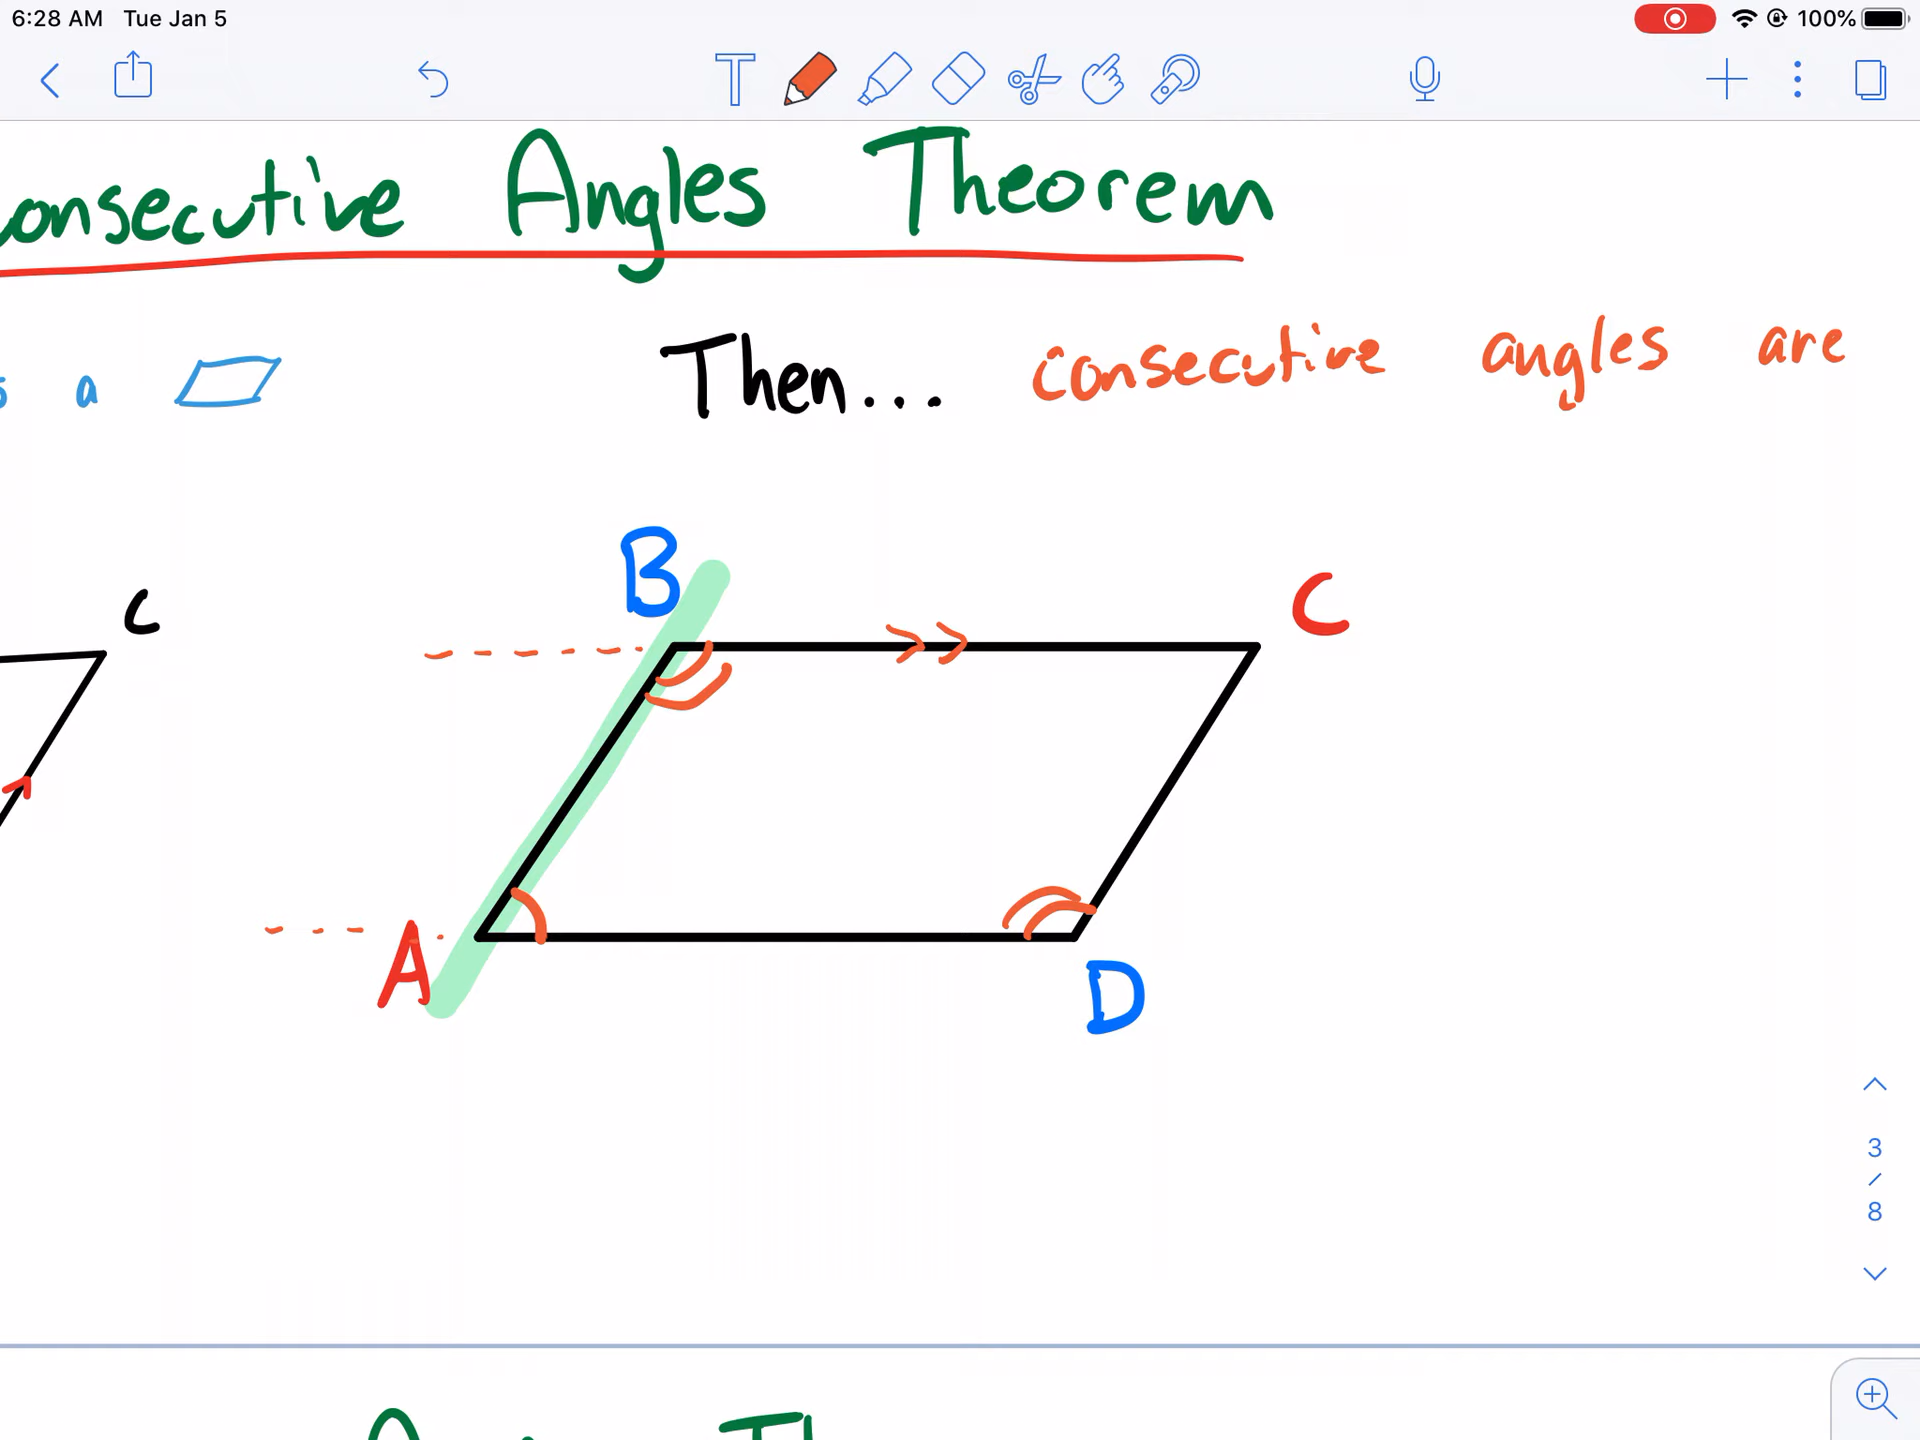 6:28 AM Tue Jan 5
100%
onsecutive Angles Theorem
s a
Then... consecutive angles are
B
C
C
A
D
3
/
8